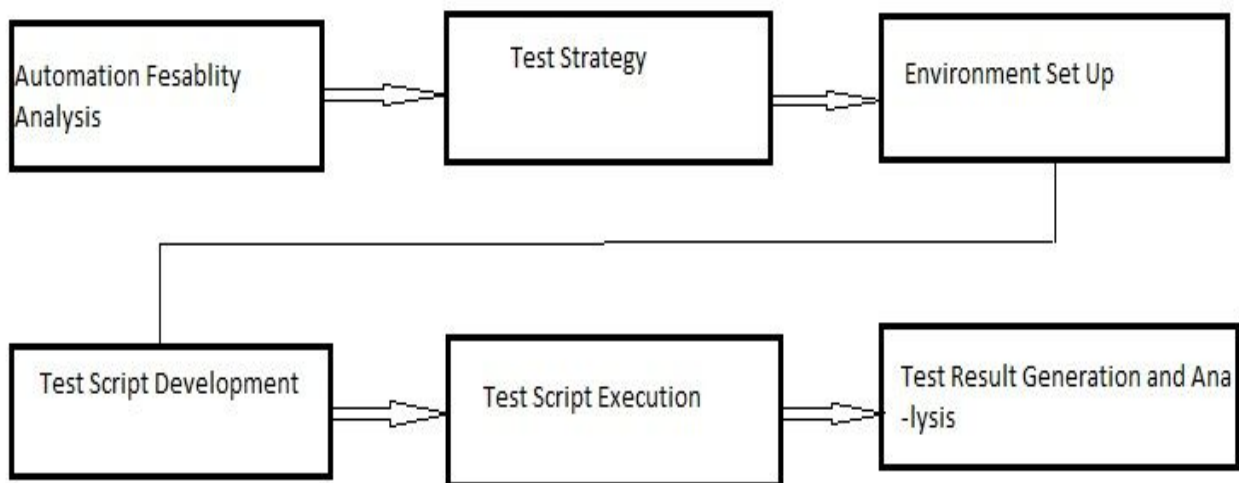 Automation Fesablity
Analysis
Test Strategy
Environment Set Up
Test Script Development
Test Script Execution
Test Result Generation and Ana
-lysis